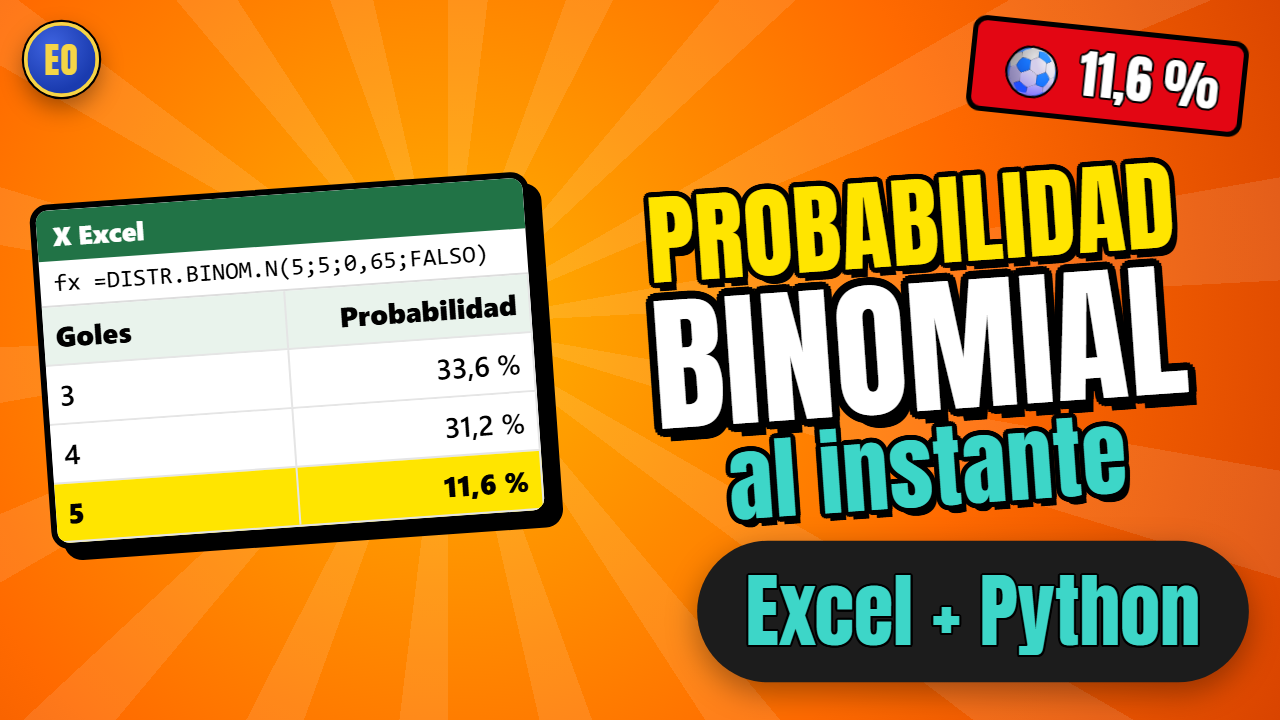 EO
11,6 %
X Excel
fx =DISTR.BINOM.N(5;5;0,65;FALSO)
Goles Probabilidad
3 33,6 %
4 31,2 %
5 11,6 %
PROBABILIDAD
BINOMIAL
al instante
Excel + Python